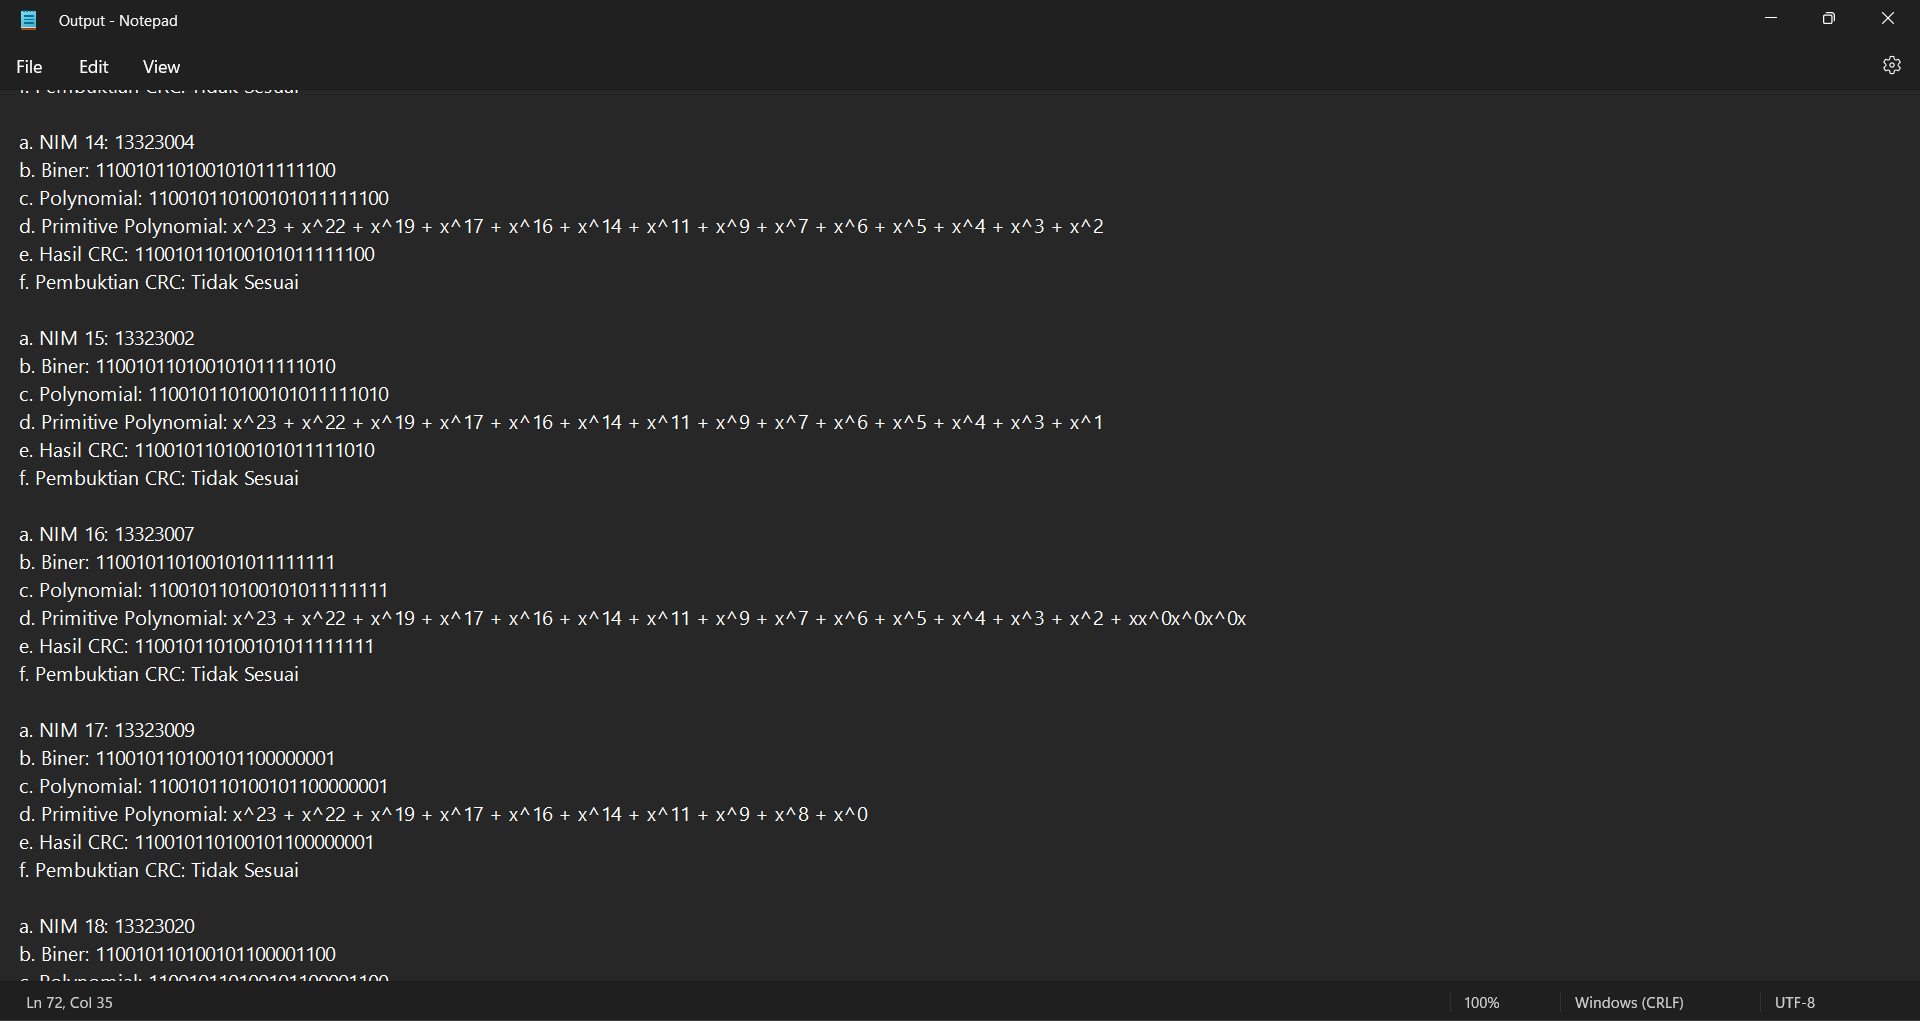 Output - Notepad
File Edit View
f. Pembuktian CRC: Tidak Sesuai
a. NIM 14: 13323004
b. Biner: 110010110100101011111100
c. Polynomial: 110010110100101011111100
d. Primitive Polynomial: x^23 + x^22 + x^19 + x^17 + x^16 + x^14 + x^11 + x^9 + x^7 + x^6 + x^5 + x^4 + x^3 + x^2
e. Hasil CRC: 110010110100101011111100
f. Pembuktian CRC: Tidak Sesuai
a. NIM 15: 13323002
b. Biner: 110010110100101011111010
c. Polynomial: 110010110100101011111010
d. Primitive Polynomial: x^23 + x^22 + x^19 + x^17 + x^16 + x^14 + x^11 + x^9 + x^7 + x^6 + x^5 + x^4 + x^3 + x^1
e. Hasil CRC: 110010110100101011111010
f. Pembuktian CRC: Tidak Sesuai
a. NIM 16: 13323007
b. Biner: 110010110100101011111111
c. Polynomial: 110010110100101011111111
d. Primitive Polynomial: x^23 + x^22 + x^19 + x^17 + x^16 + x^14 + x^11 + x^9 + x^7 + x^6 + x^5 + x^4 + x^3 + x^2 + xx^0x^0x^0x
e. Hasil CRC: 110010110100101011111111
f. Pembuktian CRC: Tidak Sesuai
a. NIM 17: 13323009
b. Biner: 110010110100101100000001
c. Polynomial: 110010110100101100000001
d. Primitive Polynomial: x^23 + x^22 + x^19 + x^17 + x^16 + x^14 + x^11 + x^9 + x^8 + x^0
e. Hasil CRC: 110010110100101100000001
f. Pembuktian CRC: Tidak Sesuai
a. NIM 18: 13323020
b. Biner: 110010110100101100001100
c. Polynomial: 110010110100101100001100
Ln 72, Col 35 100% Windows (CRLF) UTF-8